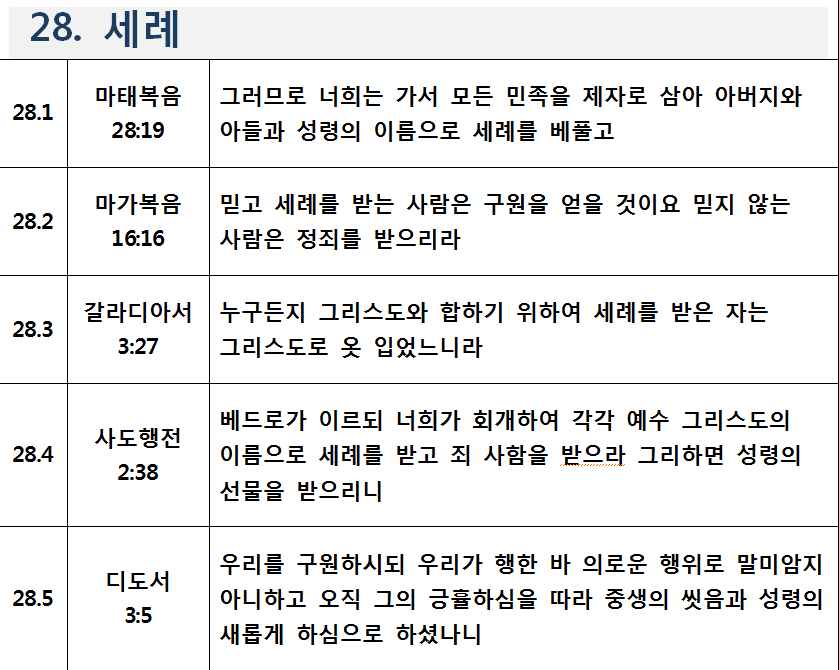 28. 세례
28.1
마태복음
28:19
그러므로 너희는 가서 모든 민족을 제자로 삼아 아버지와
아들과 성령의 이름으로 세례를 베풀고
28.2
마가복음
16:16
믿고 세례를 받는 사람은 구원을 얻을 것이요 믿지 않는
사람은 정죄를 받으리라
28.3
갈라디아서
3:27
누구든지 그리스도와 합하기 위하여 세례를 받은 자는
그리스도로 옷 입었느니라
28.4
사도행전
2:38
베드로가 이르되 너희가 회개하여 각각 예수 그리스도의
이름으로 세례를 받고 죄 사함을 받으라 그리하면 성령의
선물을 받으리니
28.5
디도서
3:5
우리를 구원하시되 우리가 행한 바 의로운 행위로 말미암지
아니하고 오직 그의 긍휼하심을 따라 중생의 씻음과 성령의
새롭게 하심으로 하셨나니